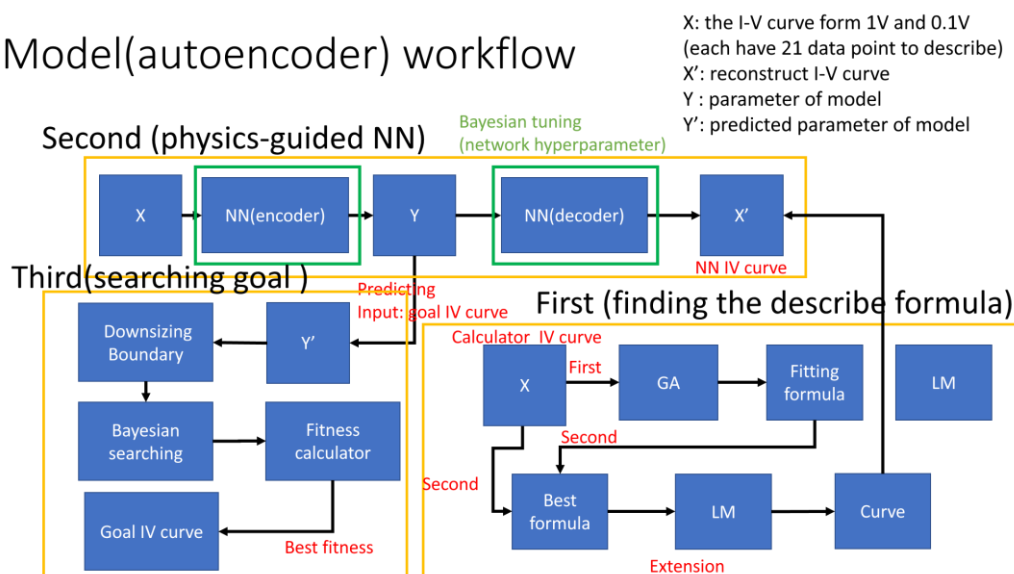 Model(autoencoder) workflow
X: the I-V curve form 1V and 0.1V
(each have 21 data point to describe)
X’: reconstruct I-V curve
Y : parameter of model
Y’: predicted parameter of model
Second (physics-guided NN)
Bayesian tuning
(network hyperparameter)
X
NN(encoder)
Y
NN(decoder)
X’
NN IV curve
Third(searching goal )
Predicting
Input: goal IV curve
Downsizing
Boundary
Y’
Bayesian
searching
Fitness
calculator
Goal IV curve
Best fitness
First (finding the describe formula)
Calculator IV curve
X
First
GA
Fitting
formula
LM
Second
Second
Best
formula
LM
Curve
Extension